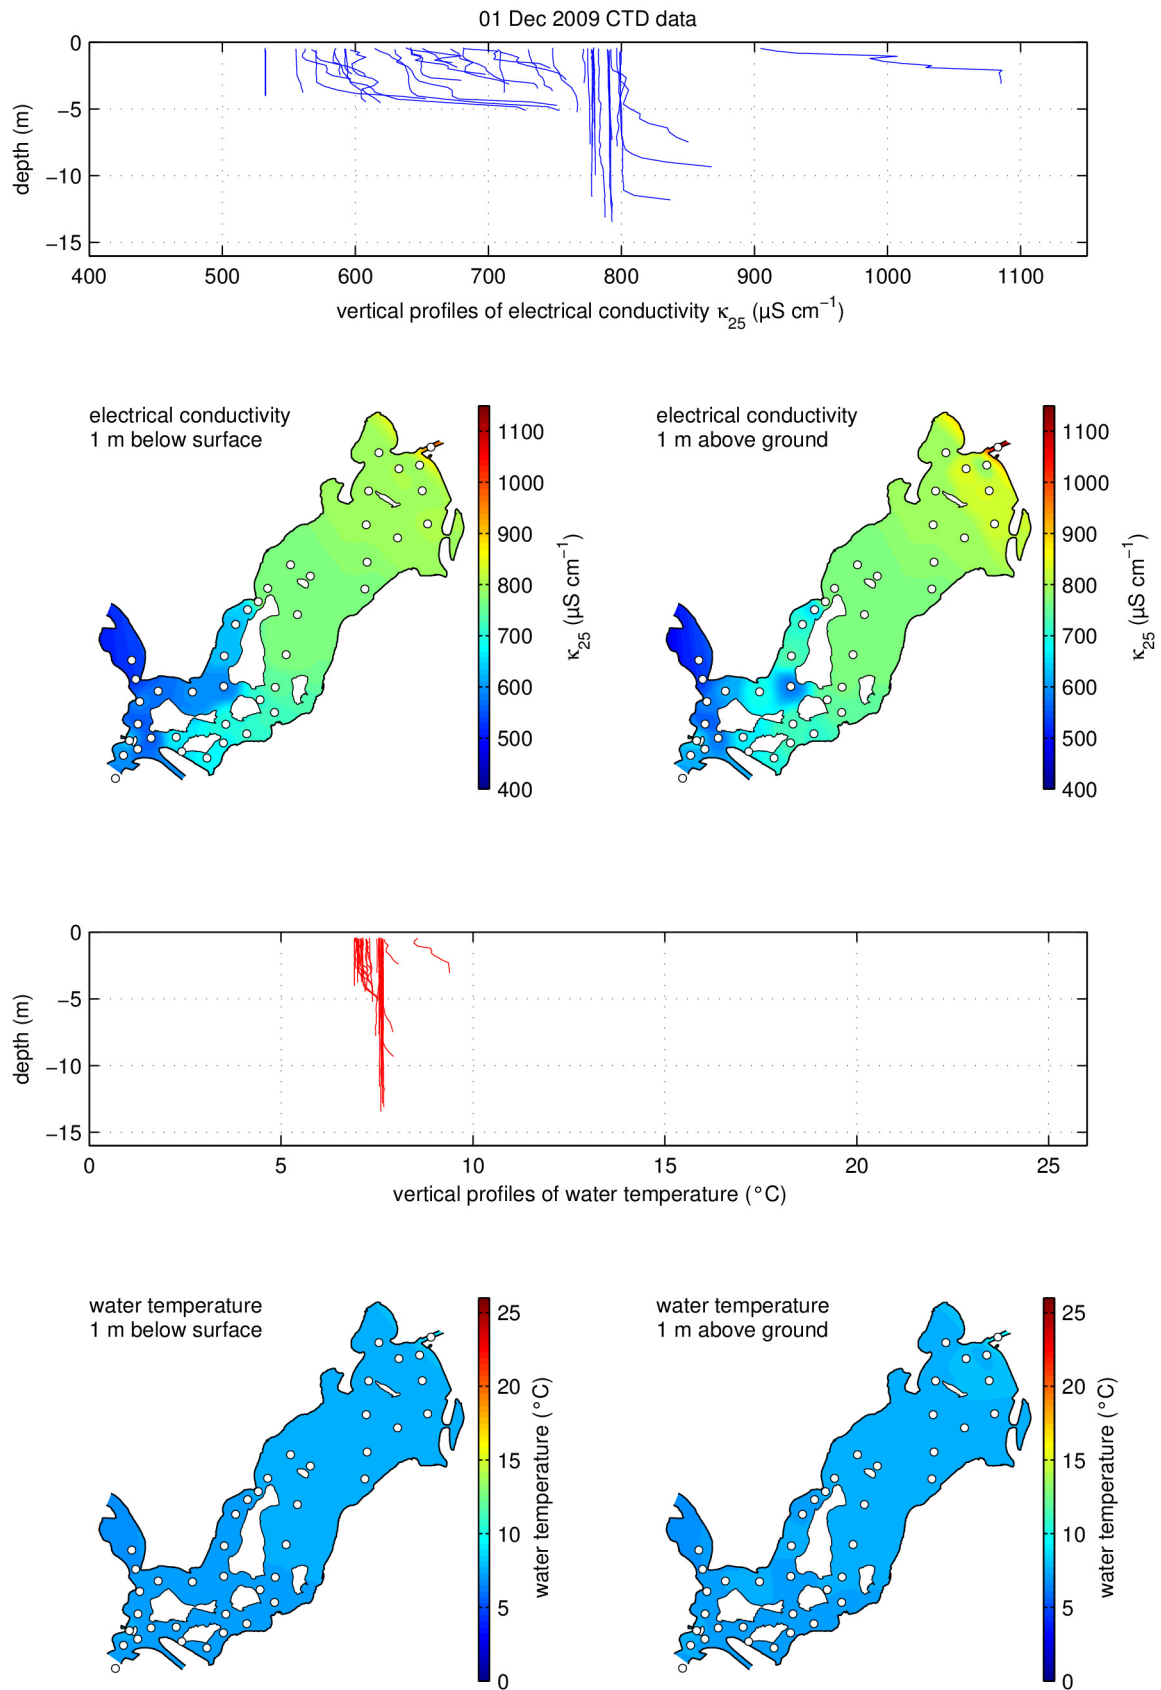 01 Dec 2009 CTD data
0
−5
−10
−15
depth (m)
400 500 600 700 800 900 1000 1100
vertical profiles of electrical conductivity κ25 (µS cm−1)
electrical conductivity
1 m below surface
1100
1000
900
800
700
600
500
400
κ25 (µS cm−1)
electrical conductivity
1 m above ground
1100
1000
900
800
700
600
500
400
κ25 (µS cm−1)
0
−5
−10
−15
depth (m)
0 5 10 15 20 25
vertical profiles of water temperature (°C)
water temperature
1 m below surface
25
20
15
10
5
0
water temperature (°C)
water temperature
1 m above ground
25
20
15
10
5
0
water temperature (°C)